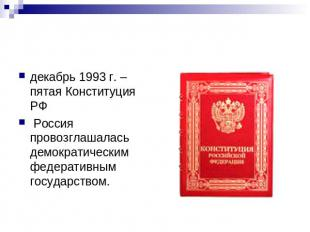 декабрь 1993 г. –
пятая Конституция
РФ
Россия
провозглашалась
демократическим
федеративным
государством.
КОНСТИТУЦИЯ
РОССИЙСКОЙ
ФЕДЕРАЦИИ